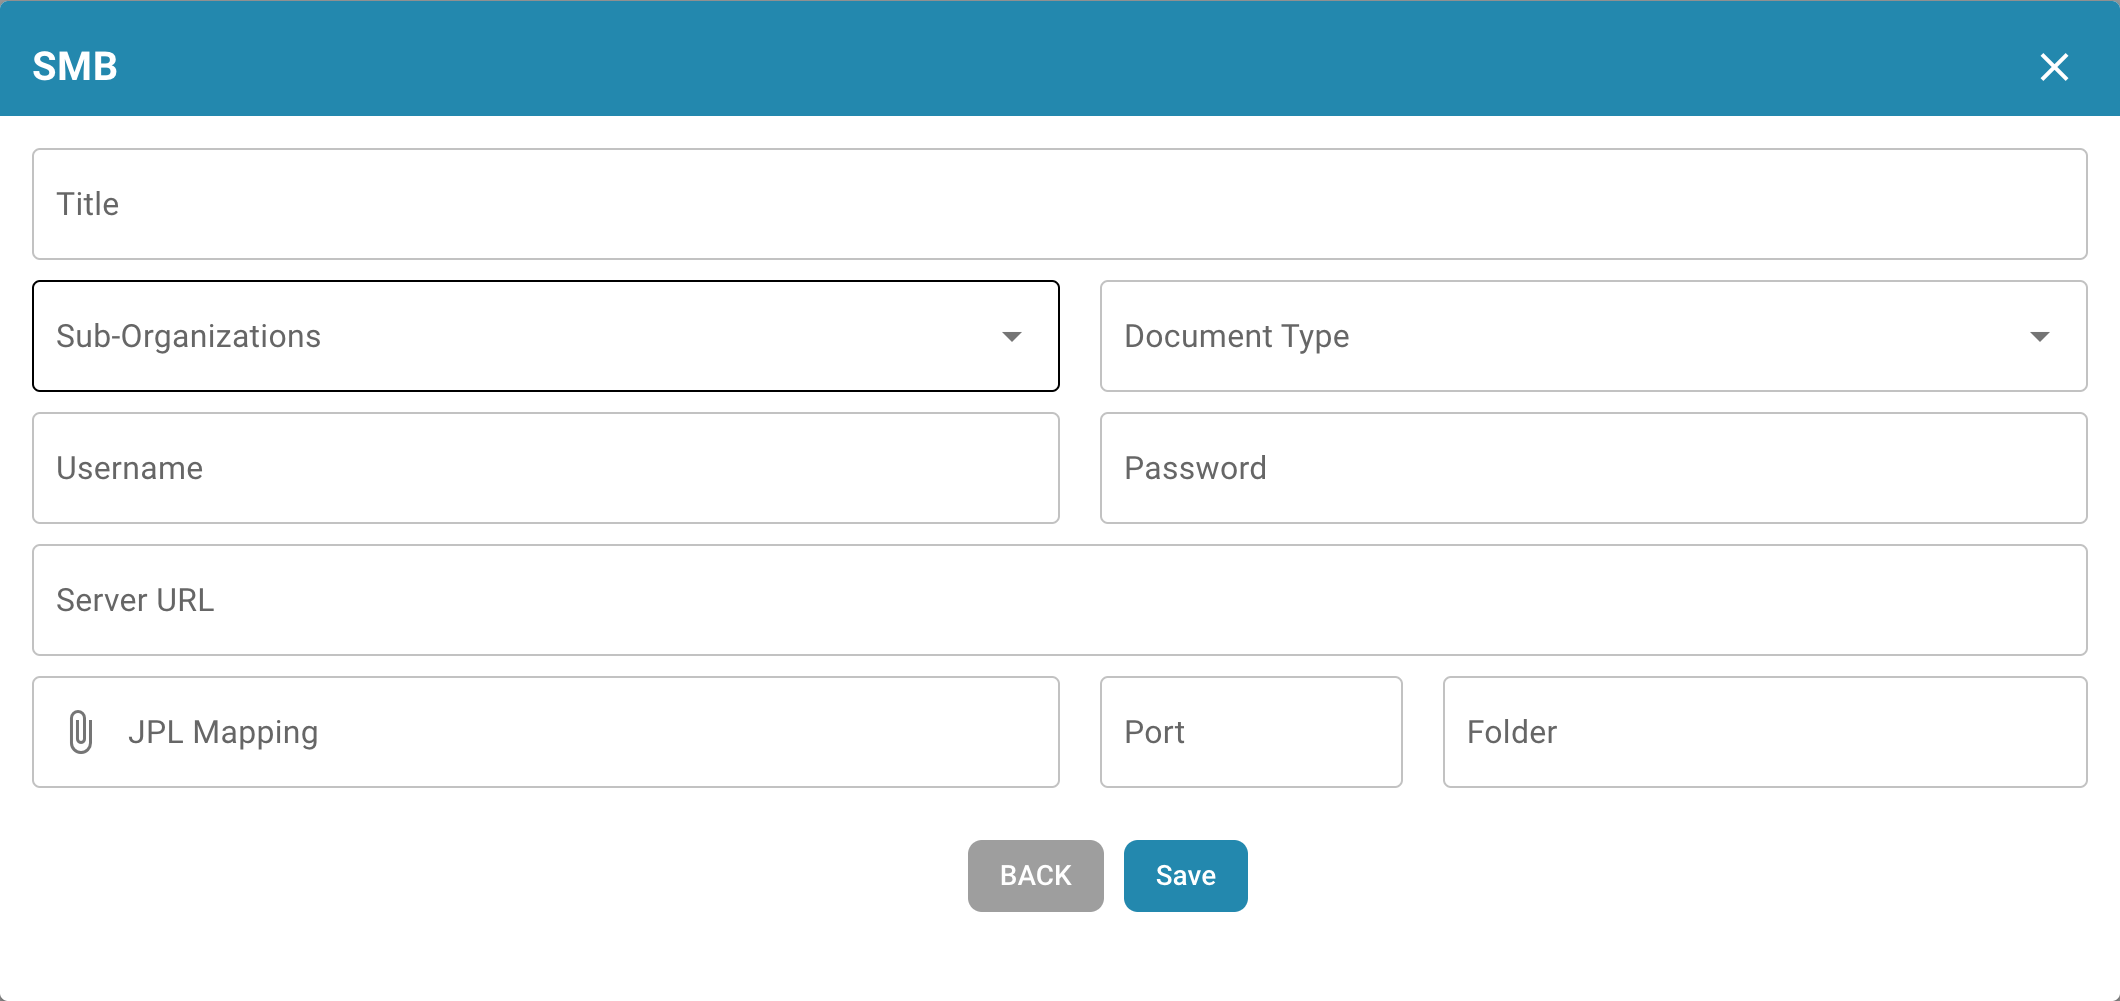 SMB
Title
Sub-Organizations
Document Type
Username
Password
Server URL
JPL Mapping
Port
Folder
BACK
Save